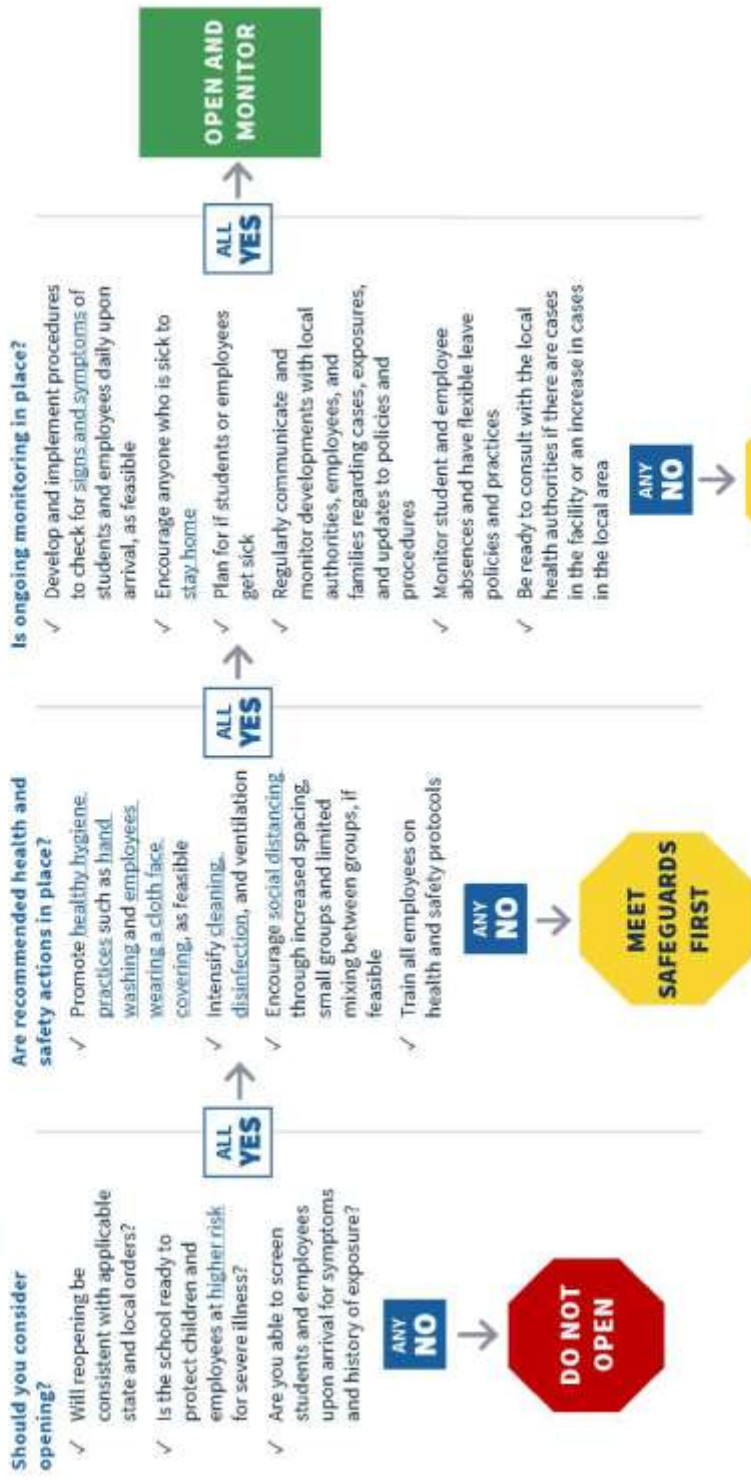 Should you consider
opening?
✓ Will reopening be
consistent with applicable
state and local orders?
✓ Is the school ready to
protect children and
employees at higher risk
for severe illness?
✓ Are you able to screen
students and employees
upon arrival for symptoms
and history of exposure?
ANY
NO
DO NOT
OPEN
ALL
YES
Are recommended health and
safety actions in place?
✓ Promote healthy hygiene
practices such as hand
washing and employees
wearing a cloth face
covering, as feasible
✓ Intensify cleaning,
disinfection, and ventilation
✓ Encourage social distancing
through increased spacing,
small groups and limited
mixing between groups, if
feasible
✓ Train all employees on
health and safety protocols
ANY
NO
MEET
SAFEGUARDS
FIRST
ALL
YES
Is ongoing monitoring in place?
✓ Develop and implement procedures
to check for signs and symptoms of
students and employees daily upon
arrival, as feasible
✓ Encourage anyone who is sick to
stay home
✓ Plan for if students or employees
get sick
✓ Regularly communicate and
monitor developments with local
authorities, employees, and
families regarding cases, exposures,
and updates to policies and
procedures
✓ Monitor student and employee
absences and have flexible leave
policies and practices
✓ Be ready to consult with the local
health authorities if there are cases
in the facility or an increase in cases
in the local area
ANY
NO
ALL
YES
OPEN AND
MONITOR